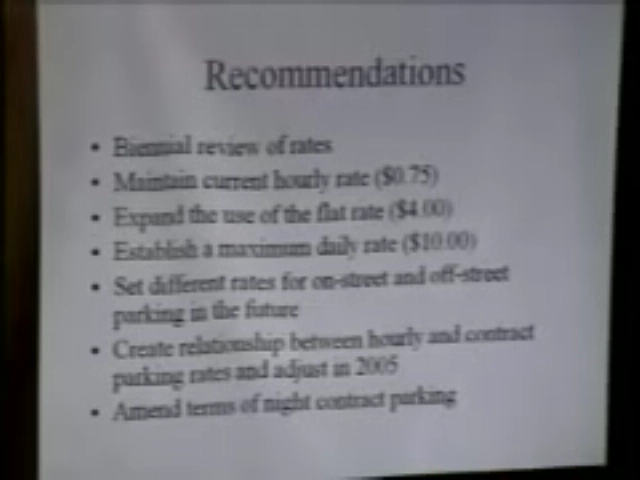 Recommendations
• Biennial review of rates
• Maintain current hourly rate ($0.75)
• Expand the use of the flat rate ($4.00)
• Establish a maximum daily rate ($10.00)
• Set different rates for on-street and off-street
parking in the future
• Create relationship between hourly and contract
parking rates and adjust in 2005
• Amend terms of night contract parking